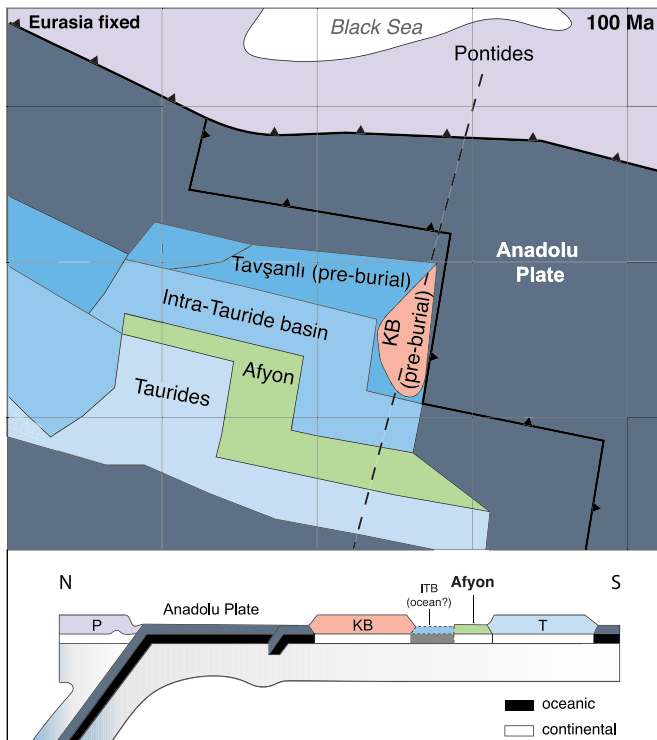 Eurasia fixed
100 Ma
Black Sea
Pontides
Anadolu
Plate
Tavşanlı (pre-burial)
KB
(pre-burial)
Intra-Tauride basin
Afyon
Taurides
N
S
ITB
(ocean?)
Afyon
Anadolu Plate
P
KB
T
oceanic
continental